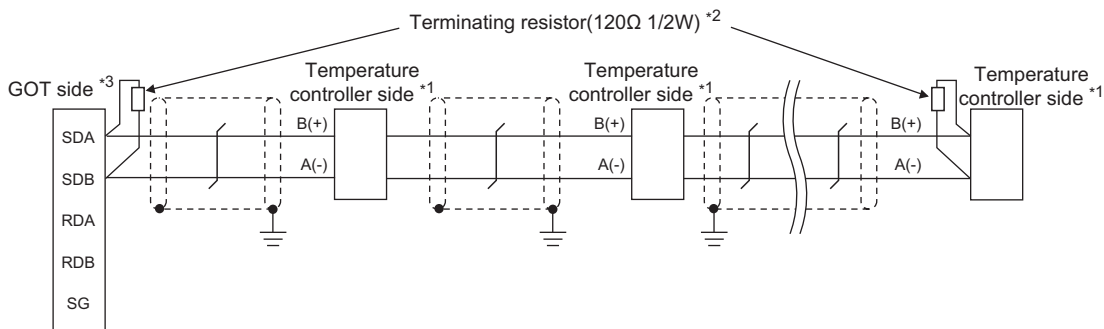 Terminating resistor(120Ω 1/2W) *2
GOT side *3
Temperature
controller side *1
Temperature
controller side *1
Temperature
controller side *1
SDA
B(+)
B(+)
B(+)
SDB
A(-)
A(-)
A(-)
RDA
RDB
SG